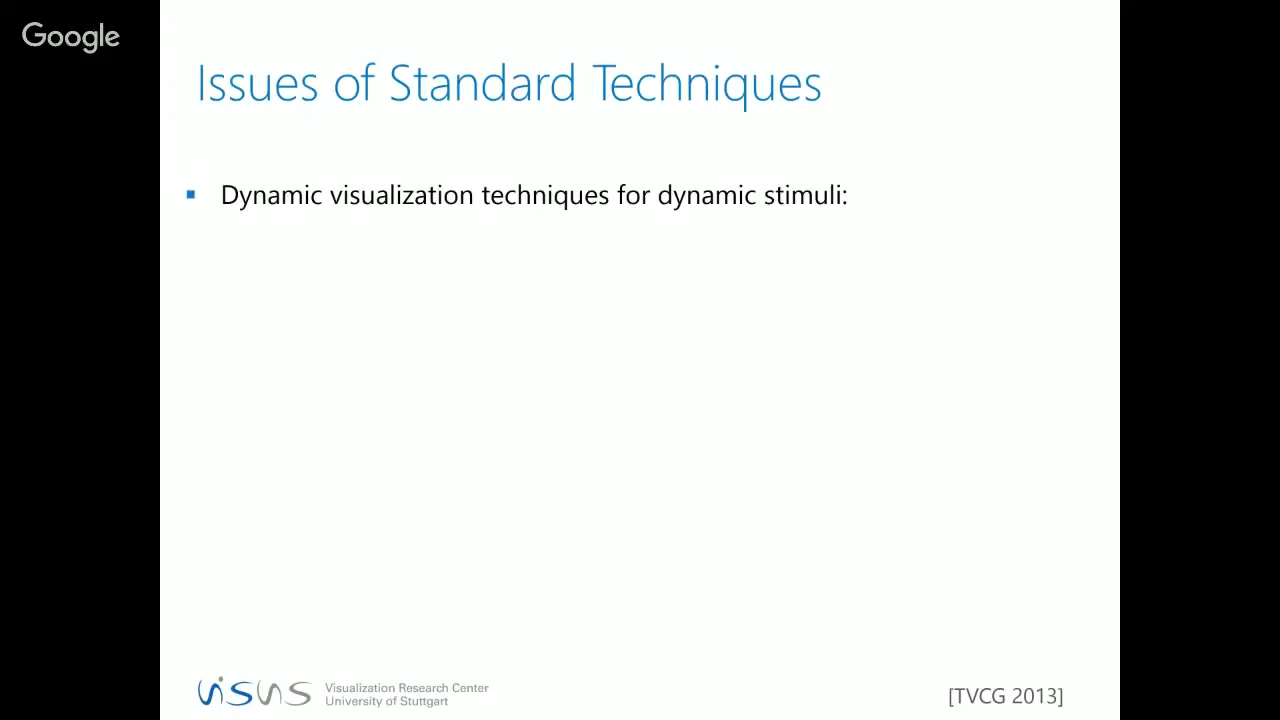 Google
Issues of Standard Techniques
Dynamic visualization techniques for dynamic stimuli:
VISUS
Visualization Research Center
University of Stuttgart
[TVCG 2013]